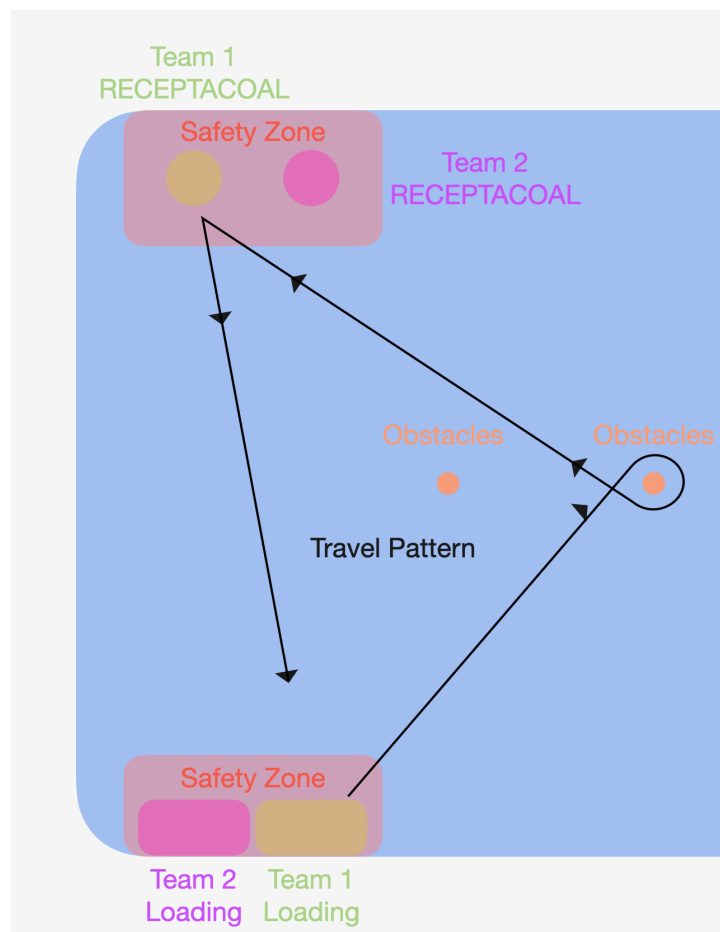 Team 1
RECEPTACOAL
Safety Zone
Team 2
RECEPTACOAL
Obstacles
Obstacles
Travel Pattern
Safety Zone
Team 2
Loading
Team 1
Loading